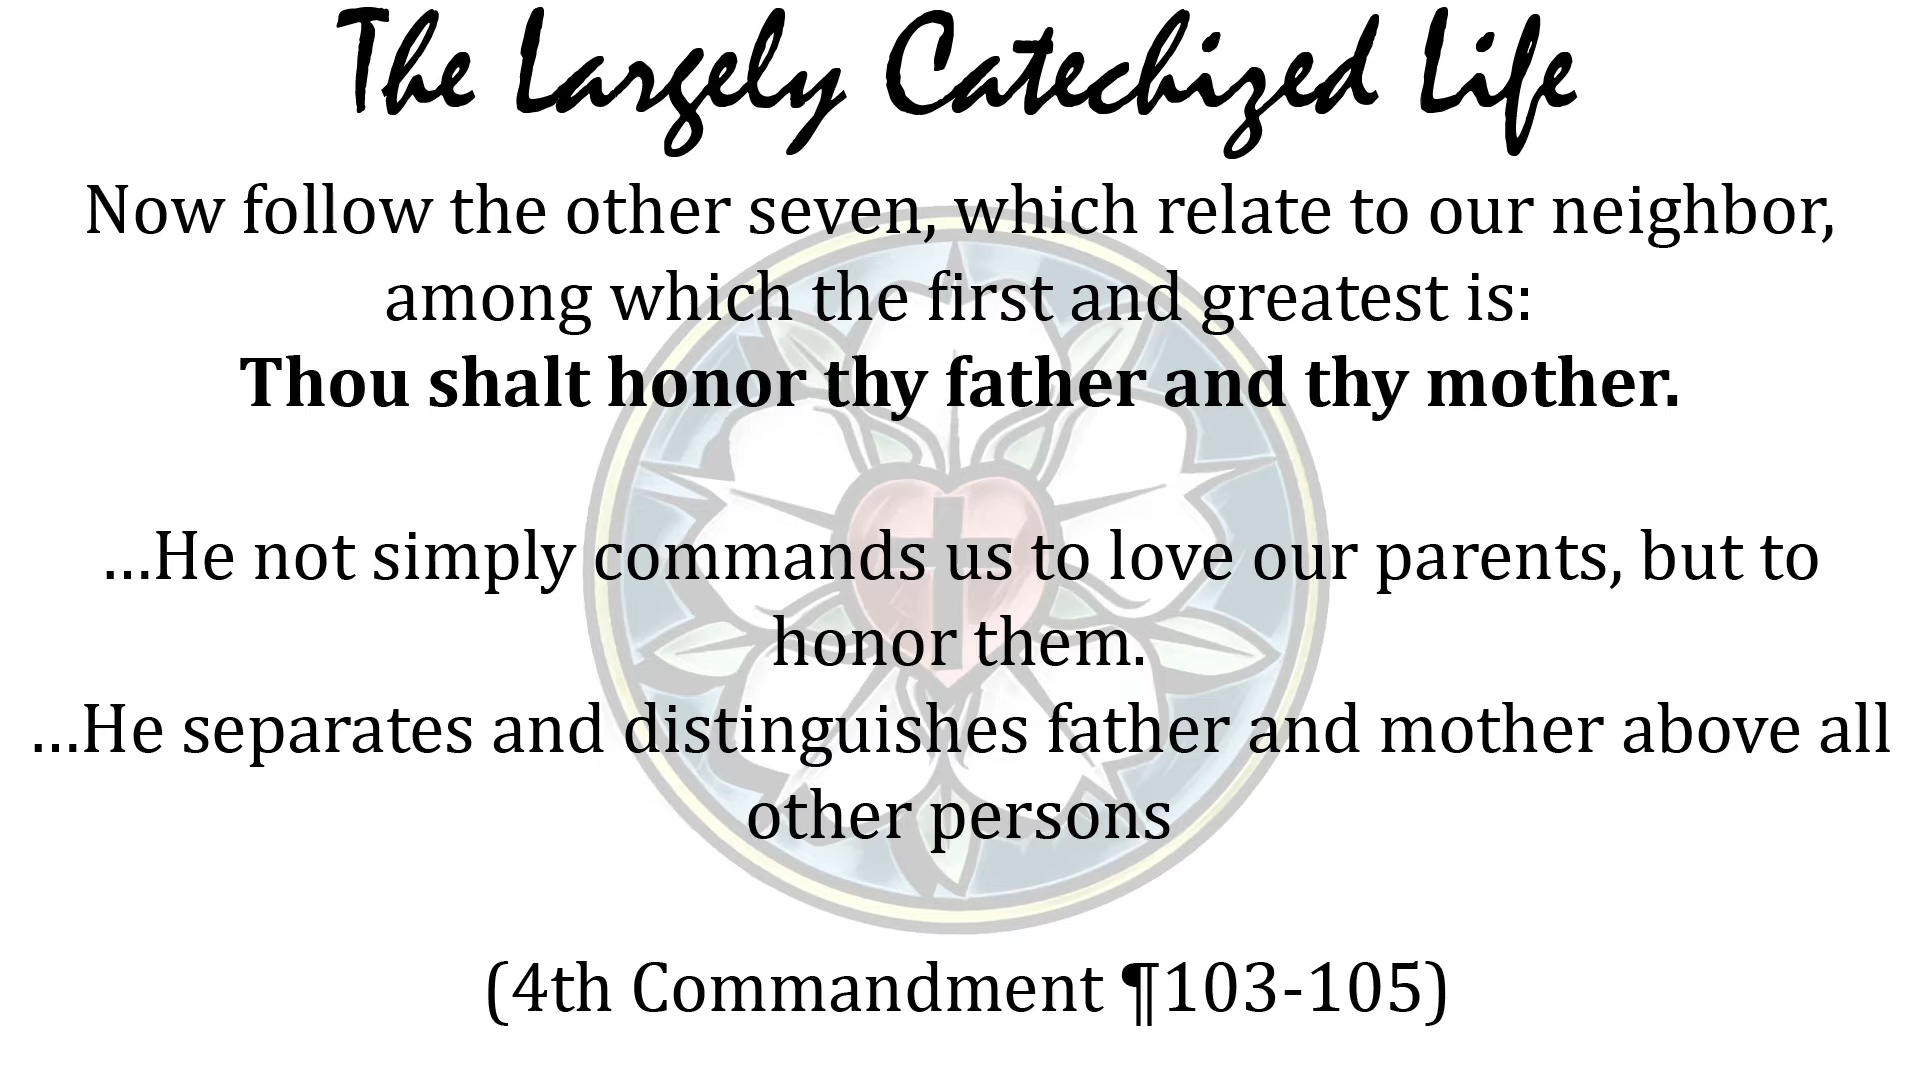 The Largely Catechized Life
Now follow the other seven, which relate to our neighbor,
among which the first and greatest is:
Thou shalt honor thy father and thy mother.
...He not simply commands us to love our parents, but to
honor them.
...He separates and distinguishes father and mother above all
other persons
(4th Commandment ¶103-105)